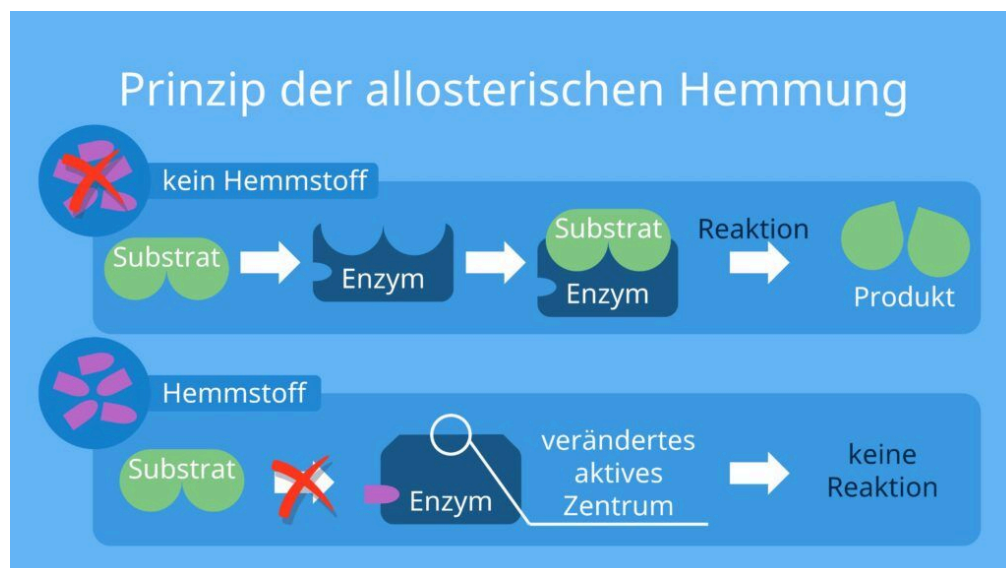 Prinzip der allosterischen Hemmung
kein Hemmstoff
Substrat
Enzym
Substrat
Enzym
Reaktion
Produkt
Hemmstoff
Substrat
Enzym
verändertes
aktives
Zentrum
keine
Reaktion